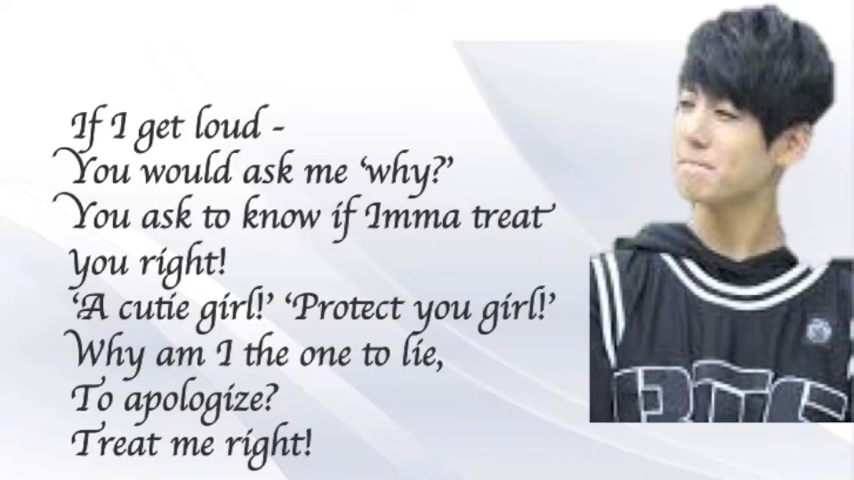 If I get loud -
You would ask me ‘why?’
You ask to know if Imma treat
you right!
‘A cutie girl!’ ‘Protect you girl!’
Why am I the one to lie,
To apologize?
Treat me right!
BTS